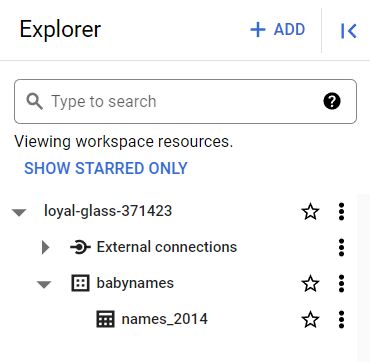 Explorer
+ ADD
Type to search
?
Viewing workspace resources.
SHOW STARRED ONLY
loyal-glass-371423
External connections
babynames
names_2014